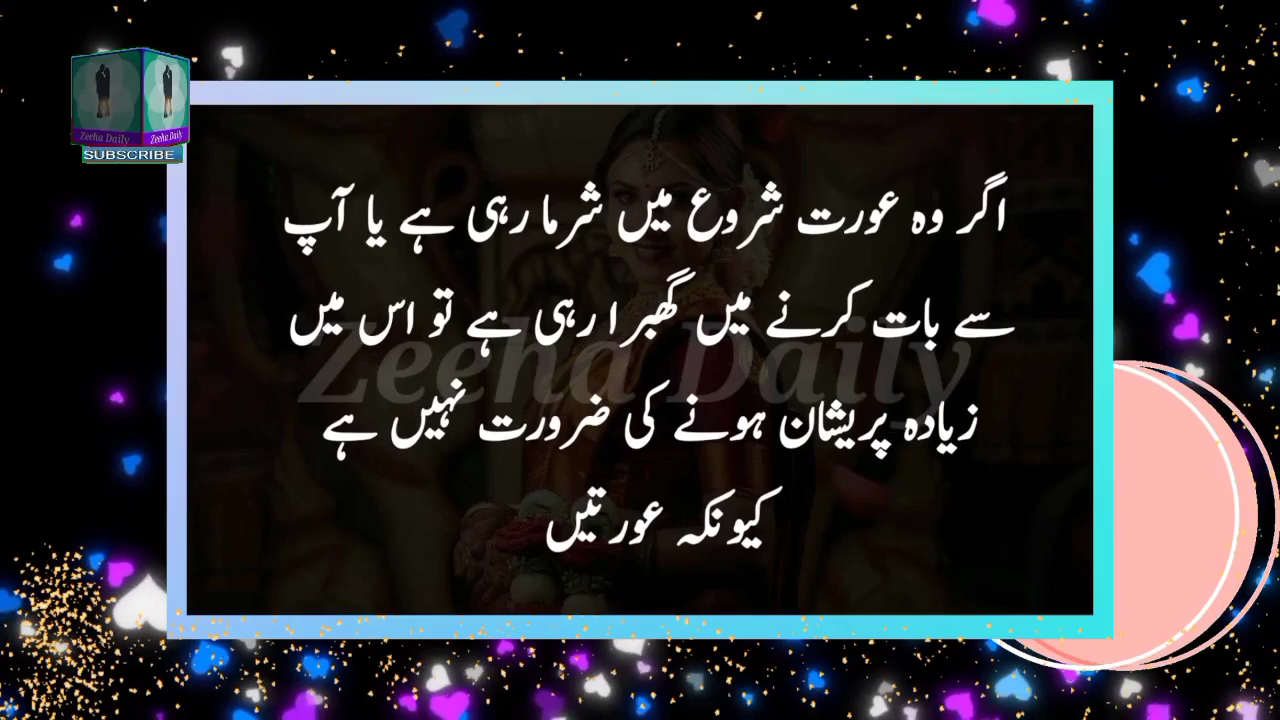 Zeeha Daily
Zeeha Daily
SUBSCRIBE
اگر وہ عورت شروع میں شرما رہی ہے یا آپ
سے بات کرنے میں گھبرا رہی ہے تو اس میں
Zeeha Daily
زیادہ پریشان ہونے کی ضرورت نہیں ہے
کیونکہ عورتیں